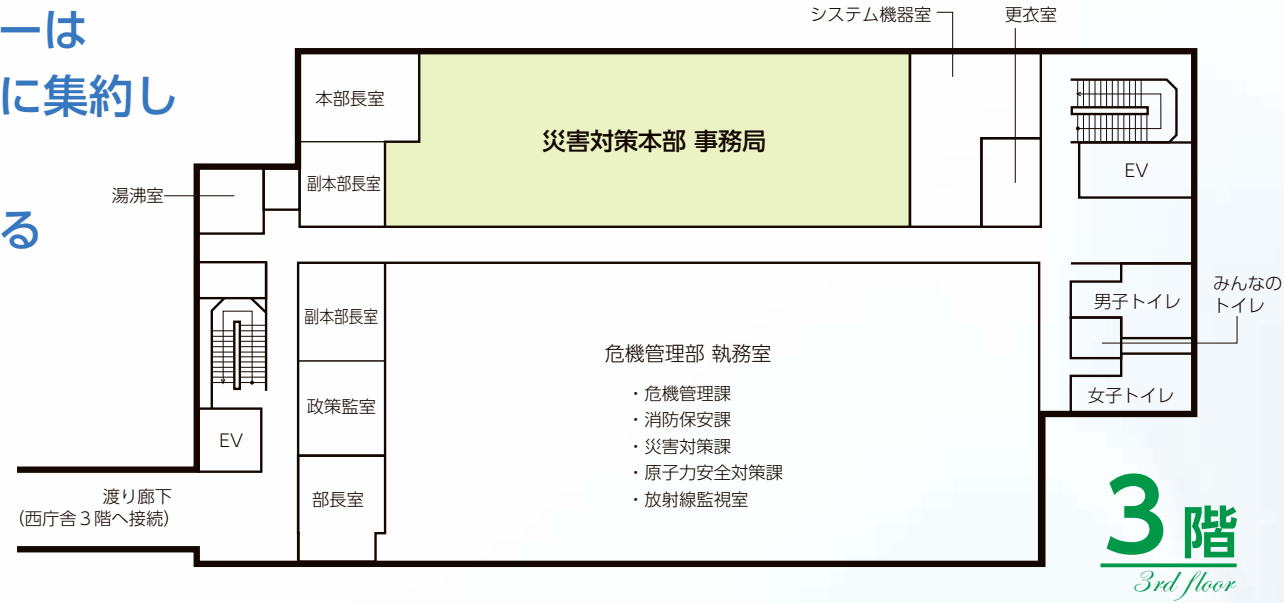 ーは
に集約し
る
システム機器室
更衣室
本部長室
災害対策本部 事務局
副本部長室
湯沸室
EV
副本部長室
政策監室
部長室
EV
渡り廊下
(西庁舎3階へ接続)
危機管理部 執務室
・危機管理課
・消防保安課
・災害対策課
・原子力安全対策課
・放射線監視室
男子トイレ
みんなの
トイレ
女子トイレ
3階
3rd floor